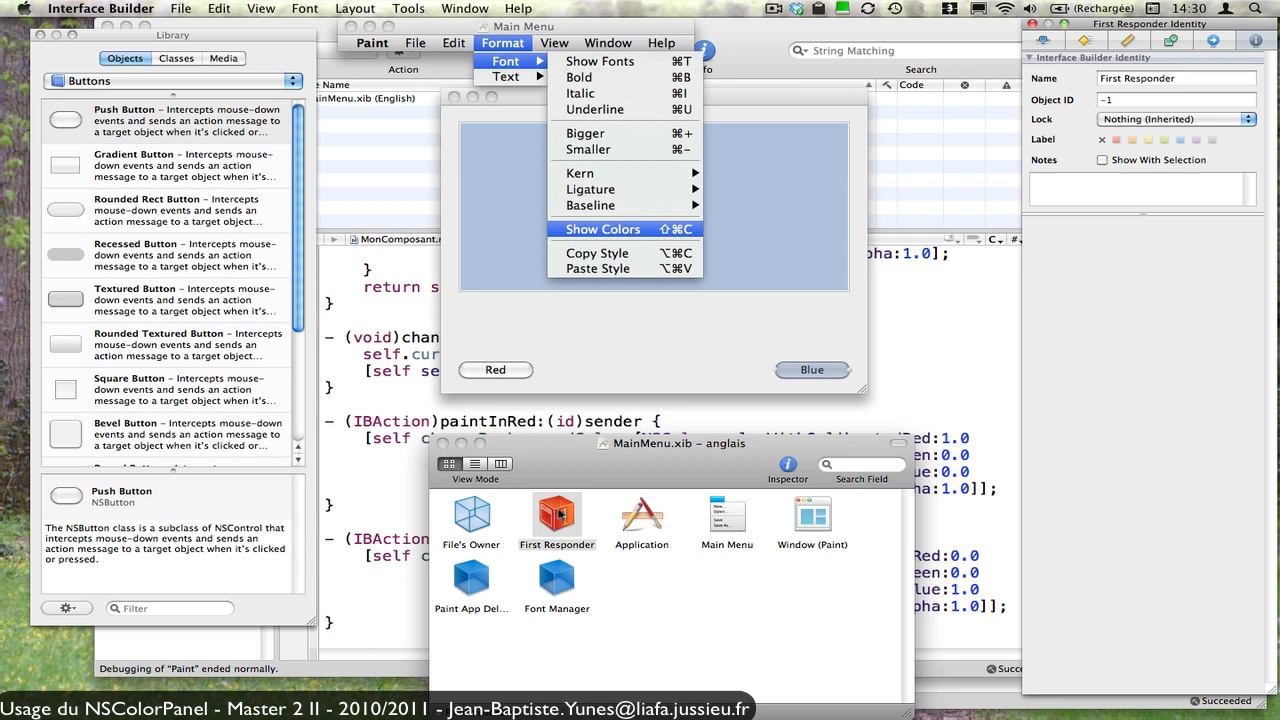 Interface Builder File Edit View Font Layout Tools Window Help (Rechargée) 14:30
Library
Objects Classes Media
Buttons
Push Button – Intercepts mouse-
down events and sends an action
message to a target object when
it's clicked or…
Gradient Button – Intercepts mouse-
down events and sends an action
message to a target object when it's…
Rounded Rect Button – Intercepts
mouse-down events and sends an
action message to a target object…
Recessed Button – Intercepts mouse-
down events and sends an action
message to a target object when it's…
Textured Button – Intercepts mouse-
down events and sends an action
message to a target object when it's…
Rounded Textured Button – Intercepts
mouse-down events and sends an
action message to a target object…
Square Button – Intercepts mouse-
down events and sends an action
message to a target object when it's…
Bevel Button – Intercepts mouse-
down events and sends an action
message to a target object when it's…
Push Button
NSButton
The NSButton class is a subclass of NSControl that
intercepts mouse-down events and sends an
action message to a target object when it's clicked
or pressed.
Filter
Main Menu
Paint File Edit Format View Window Help
Action
String Matching
Search
Name
Code
ainMenu.xib (English)
Font
Text
Show Fonts ⌘T
Bold ⌘B
Italic ⌘I
Underline ⌘U
Bigger ⌘+
Smaller ⌘−
Kern
Ligature
Baseline
Show Colors ⇧⌘C
Copy Style ⌥⌘C
Paste Style ⌥⌘V
Red
Blue
MonComposant.m
C #
lpha:1.0];
}
return s
}
– (void)chan
self.cur
[self se
}
– (IBAction)paintInRed:(id)sender {
[self c
Red:1.0
en:0.0
ue:0.0
ha:1.0]];
}
– (IBA
[self c
Red:0.0
een:0.0
lue:1.0
pha:1.0]];
}
MainMenu.xib – anglais
View Mode
Inspector
Search Field
File's Owner
First Responder
Application
Main Menu
Window (Paint)
Paint App Del...
Font Manager
Debugging of “Paint” ended normally.
Succe
Succeeded
First Responder Identity
Interface Builder Identity
Name First Responder
Object ID -1
Lock Nothing (Inherited)
Label
Notes Show With Selection
Usage du NSColorPanel - Master 2 II - 2010/2011 - Jean-Baptiste.Yunes@liafa.jussieu.fr